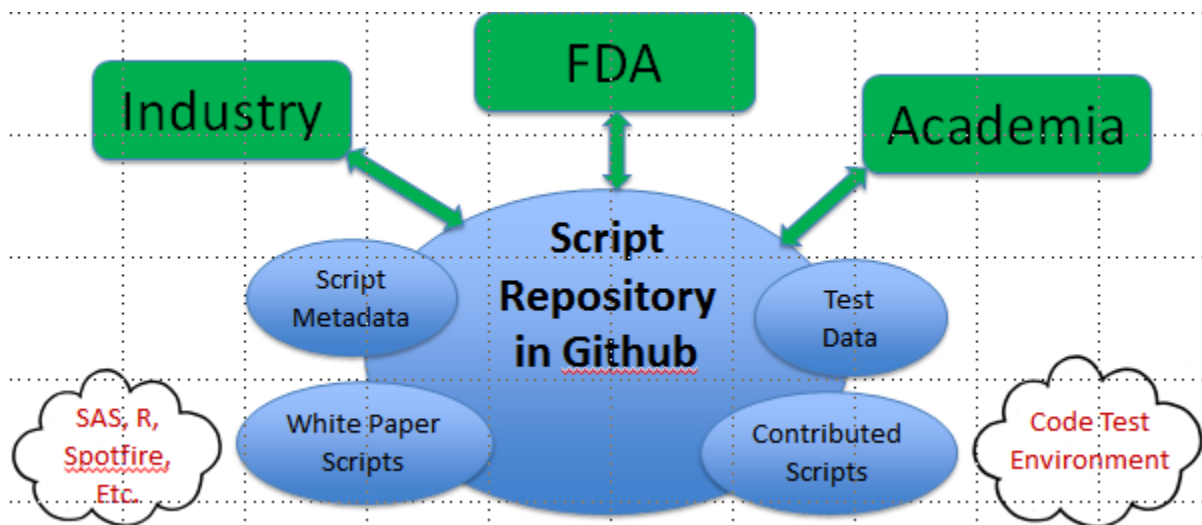 FDA
Industry
Academia
Script
Repository
in Github
Script
Metadata
Test
Data
SAS, R,
Spotfire,
Etc.
White Paper
Scripts
Contributed
Scripts
Code Test
Environment